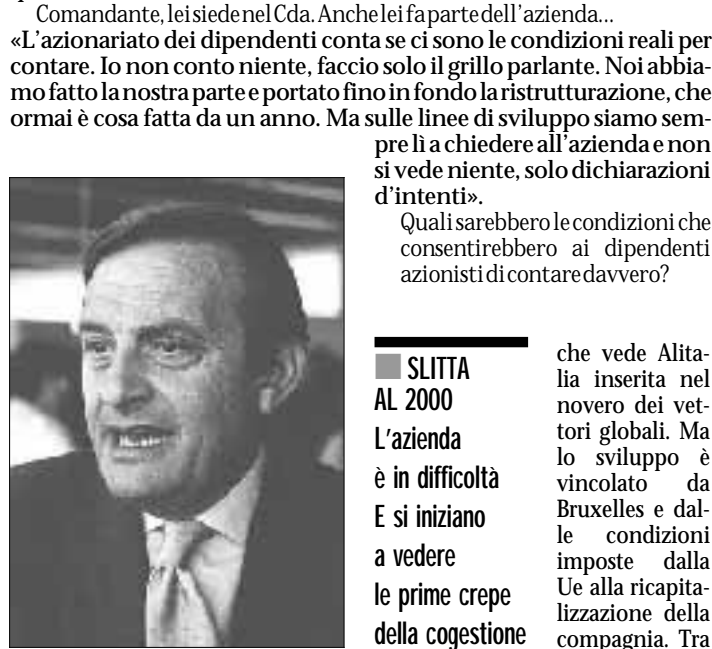 Comandante, lei siede nel Cda. Anche lei fa parte dell'azienda...
«L'azionariato dei dipendenti conta se ci sono le condizioni reali per
contare. Io non conto niente, faccio solo il grillo parlante. Noi abbia-
mo fatto la nostra parte e portato fino in fondo la ristrutturazione, che
ormai è cosa fatta da un anno. Ma sulle linee di sviluppo siamo sem-
pre lì a chiedere all'azienda e non
si vede niente, solo dichiarazioni
d'intenti».
Quali sarebbero le condizioni che
consentirebbero ai dipendenti
azionisti di contare davvero?
SLITTA
AL 2000
L'azienda
è in difficoltà
E si iniziano
a vedere
le prime crepe
della cogestione
che vede Alita-
lia inserita nel
novero dei vet-
tori globali. Ma
lo sviluppo è
vincolato da
Bruxelles e dal-
le condizioni
imposte dalla
Ue alla ricapita-
lizzazione della
compagnia. Tra